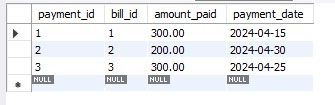 payment_id bill_id amount_paid payment_date
1 1 300.00 2024-04-15
2 2 200.00 2024-04-30
3 3 300.00 2024-04-25
NULL NULL NULL NULL